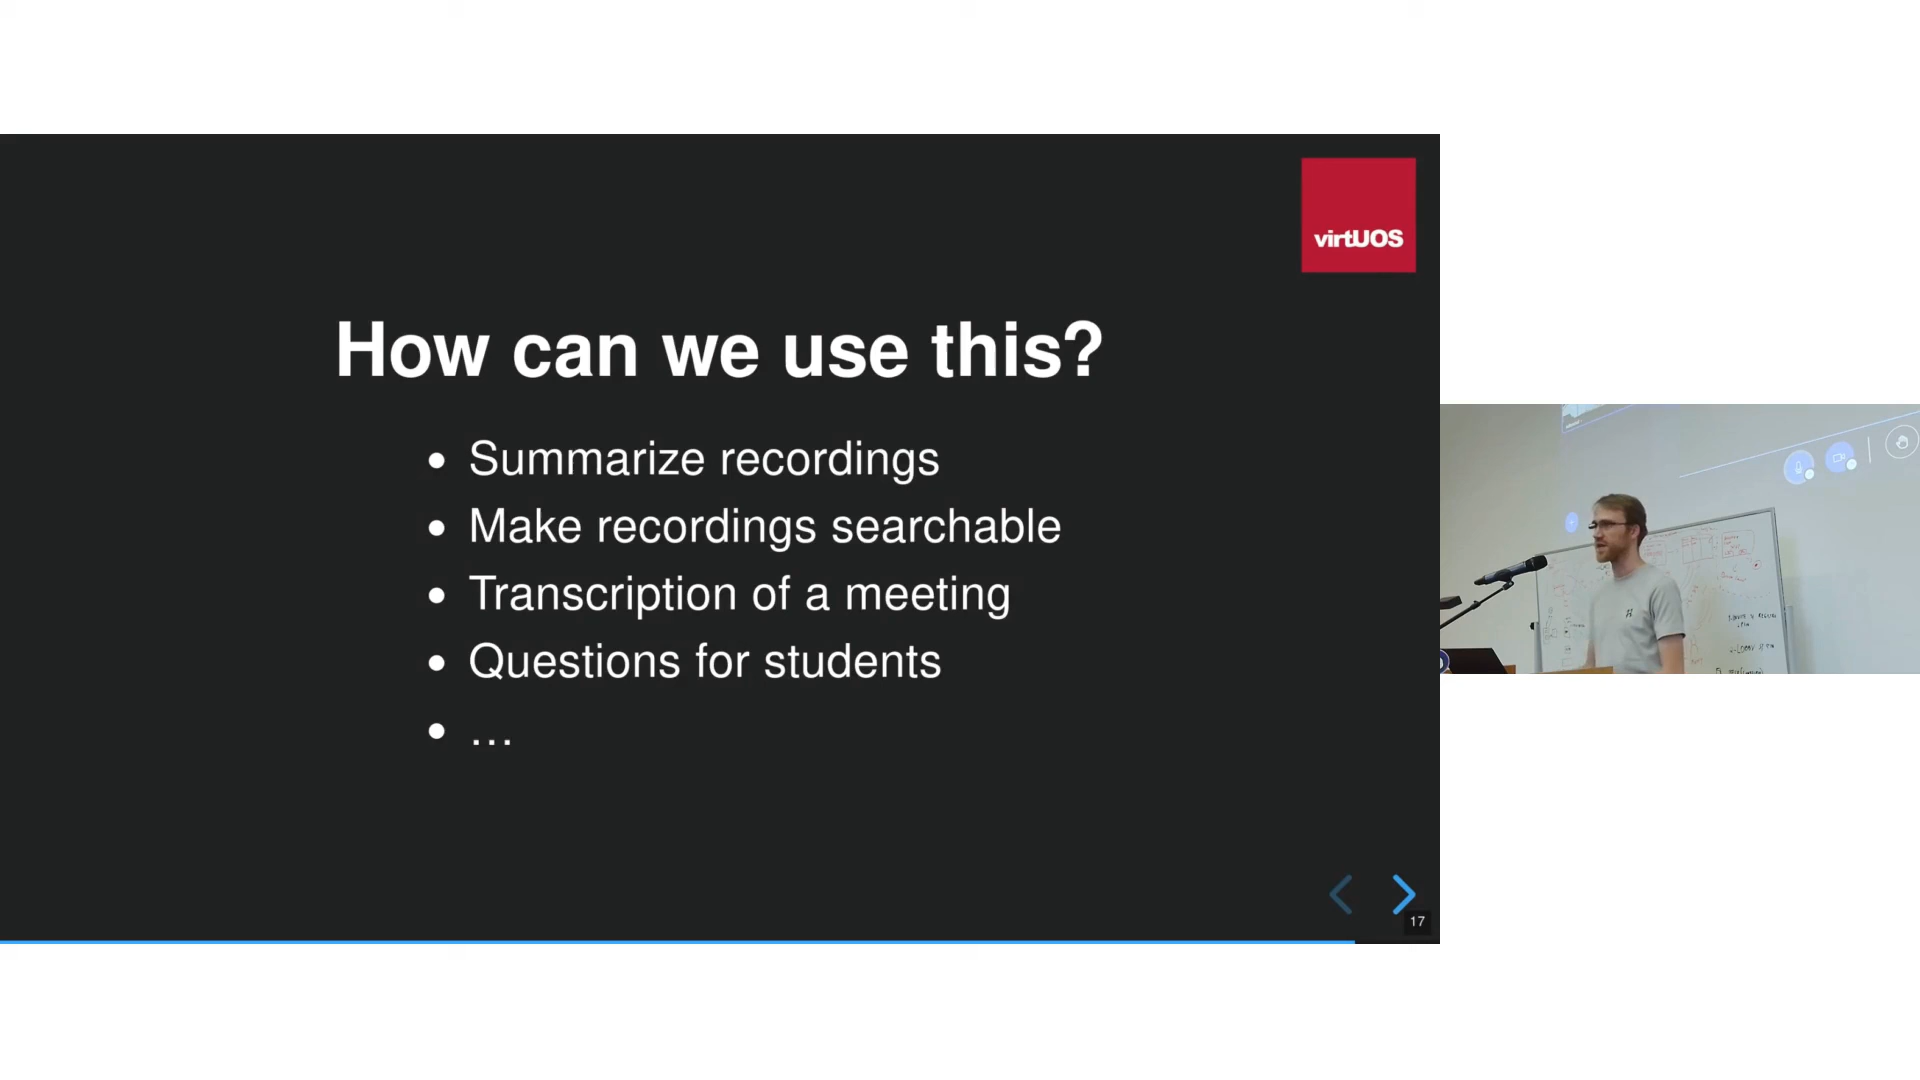 virtUOS
How can we use this?
Summarize recordings
Make recordings searchable
Transcription of a meeting
Questions for students
...
17